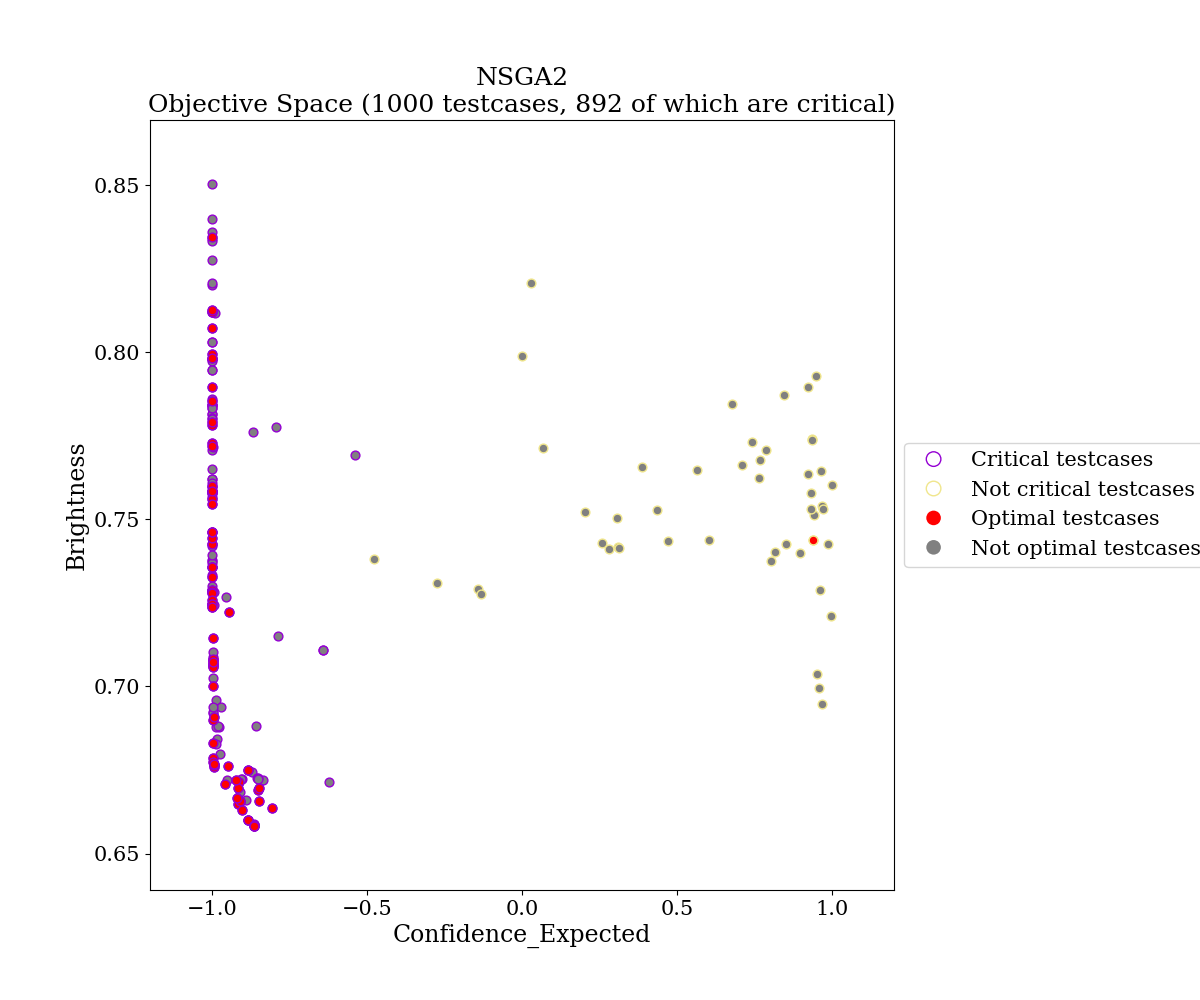 NSGA2
Objective Space (1000 testcases, 892 of which are critical)
0.85
0.80
0.75
0.70
0.65
Brightness
−1.0
−0.5
0.0
0.5
1.0
Confidence_Expected
Critical testcases
Not critical testcases
Optimal testcases
Not optimal testcases